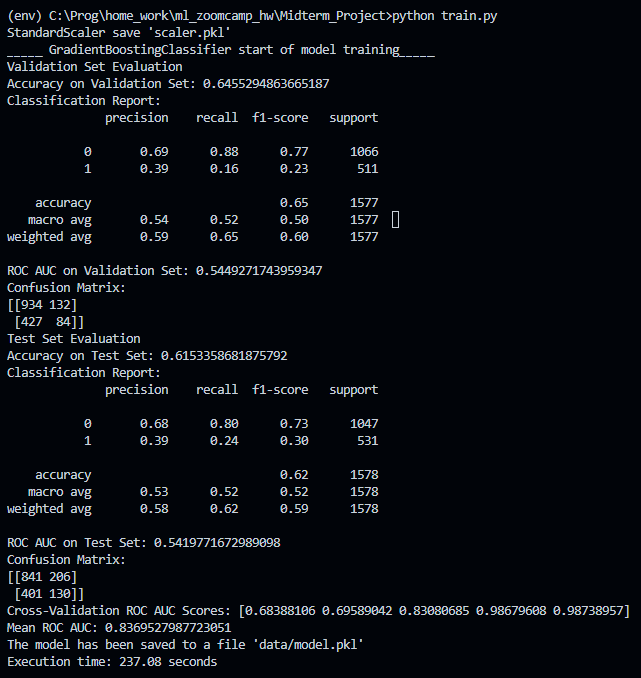 (env) C:\Prog\home_work\ml_zoomcamp_hw\Midterm_Project>python train.py
StandardScaler save 'scaler.pkl'
_____ GradientBoostingClassifier start of model training_____
Validation Set Evaluation
Accuracy on Validation Set: 0.6455294863665187
Classification Report:
precision recall f1-score support
0 0.69 0.88 0.77 1066
1 0.39 0.16 0.23 511
accuracy 0.65 1577
macro avg 0.54 0.52 0.50 1577
weighted avg 0.59 0.65 0.60 1577
ROC AUC on Validation Set: 0.5449271743959347
Confusion Matrix:
[[934 132]
[427 84]]
Test Set Evaluation
Accuracy on Test Set: 0.6153358681875792
Classification Report:
precision recall f1-score support
0 0.68 0.80 0.73 1047
1 0.39 0.24 0.30 531
accuracy 0.62 1578
macro avg 0.53 0.52 0.52 1578
weighted avg 0.58 0.62 0.59 1578
ROC AUC on Test Set: 0.5419771672989098
Confusion Matrix:
[[841 206]
[401 130]]
Cross-Validation ROC AUC Scores: [0.68388106 0.69589042 0.83080685 0.98679608 0.98738957]
Mean ROC AUC: 0.8369527987723051
The model has been saved to a file 'data/model.pkl'
Execution time: 237.08 seconds